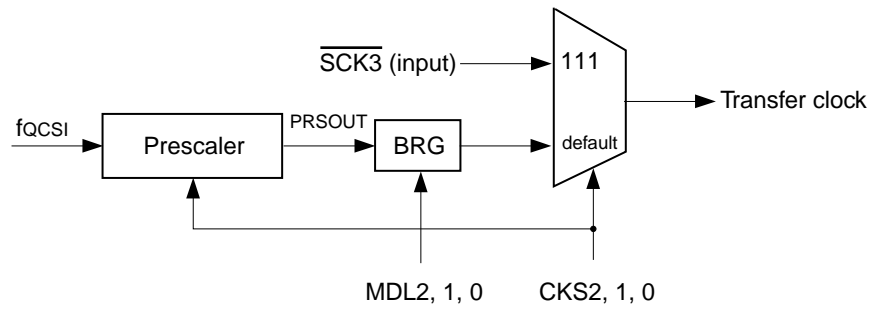 SCK3 (input)
111
Transfer clock
fQCSI
Prescaler
PRSOUT
BRG
default
MDL2, 1, 0
CKS2, 1, 0